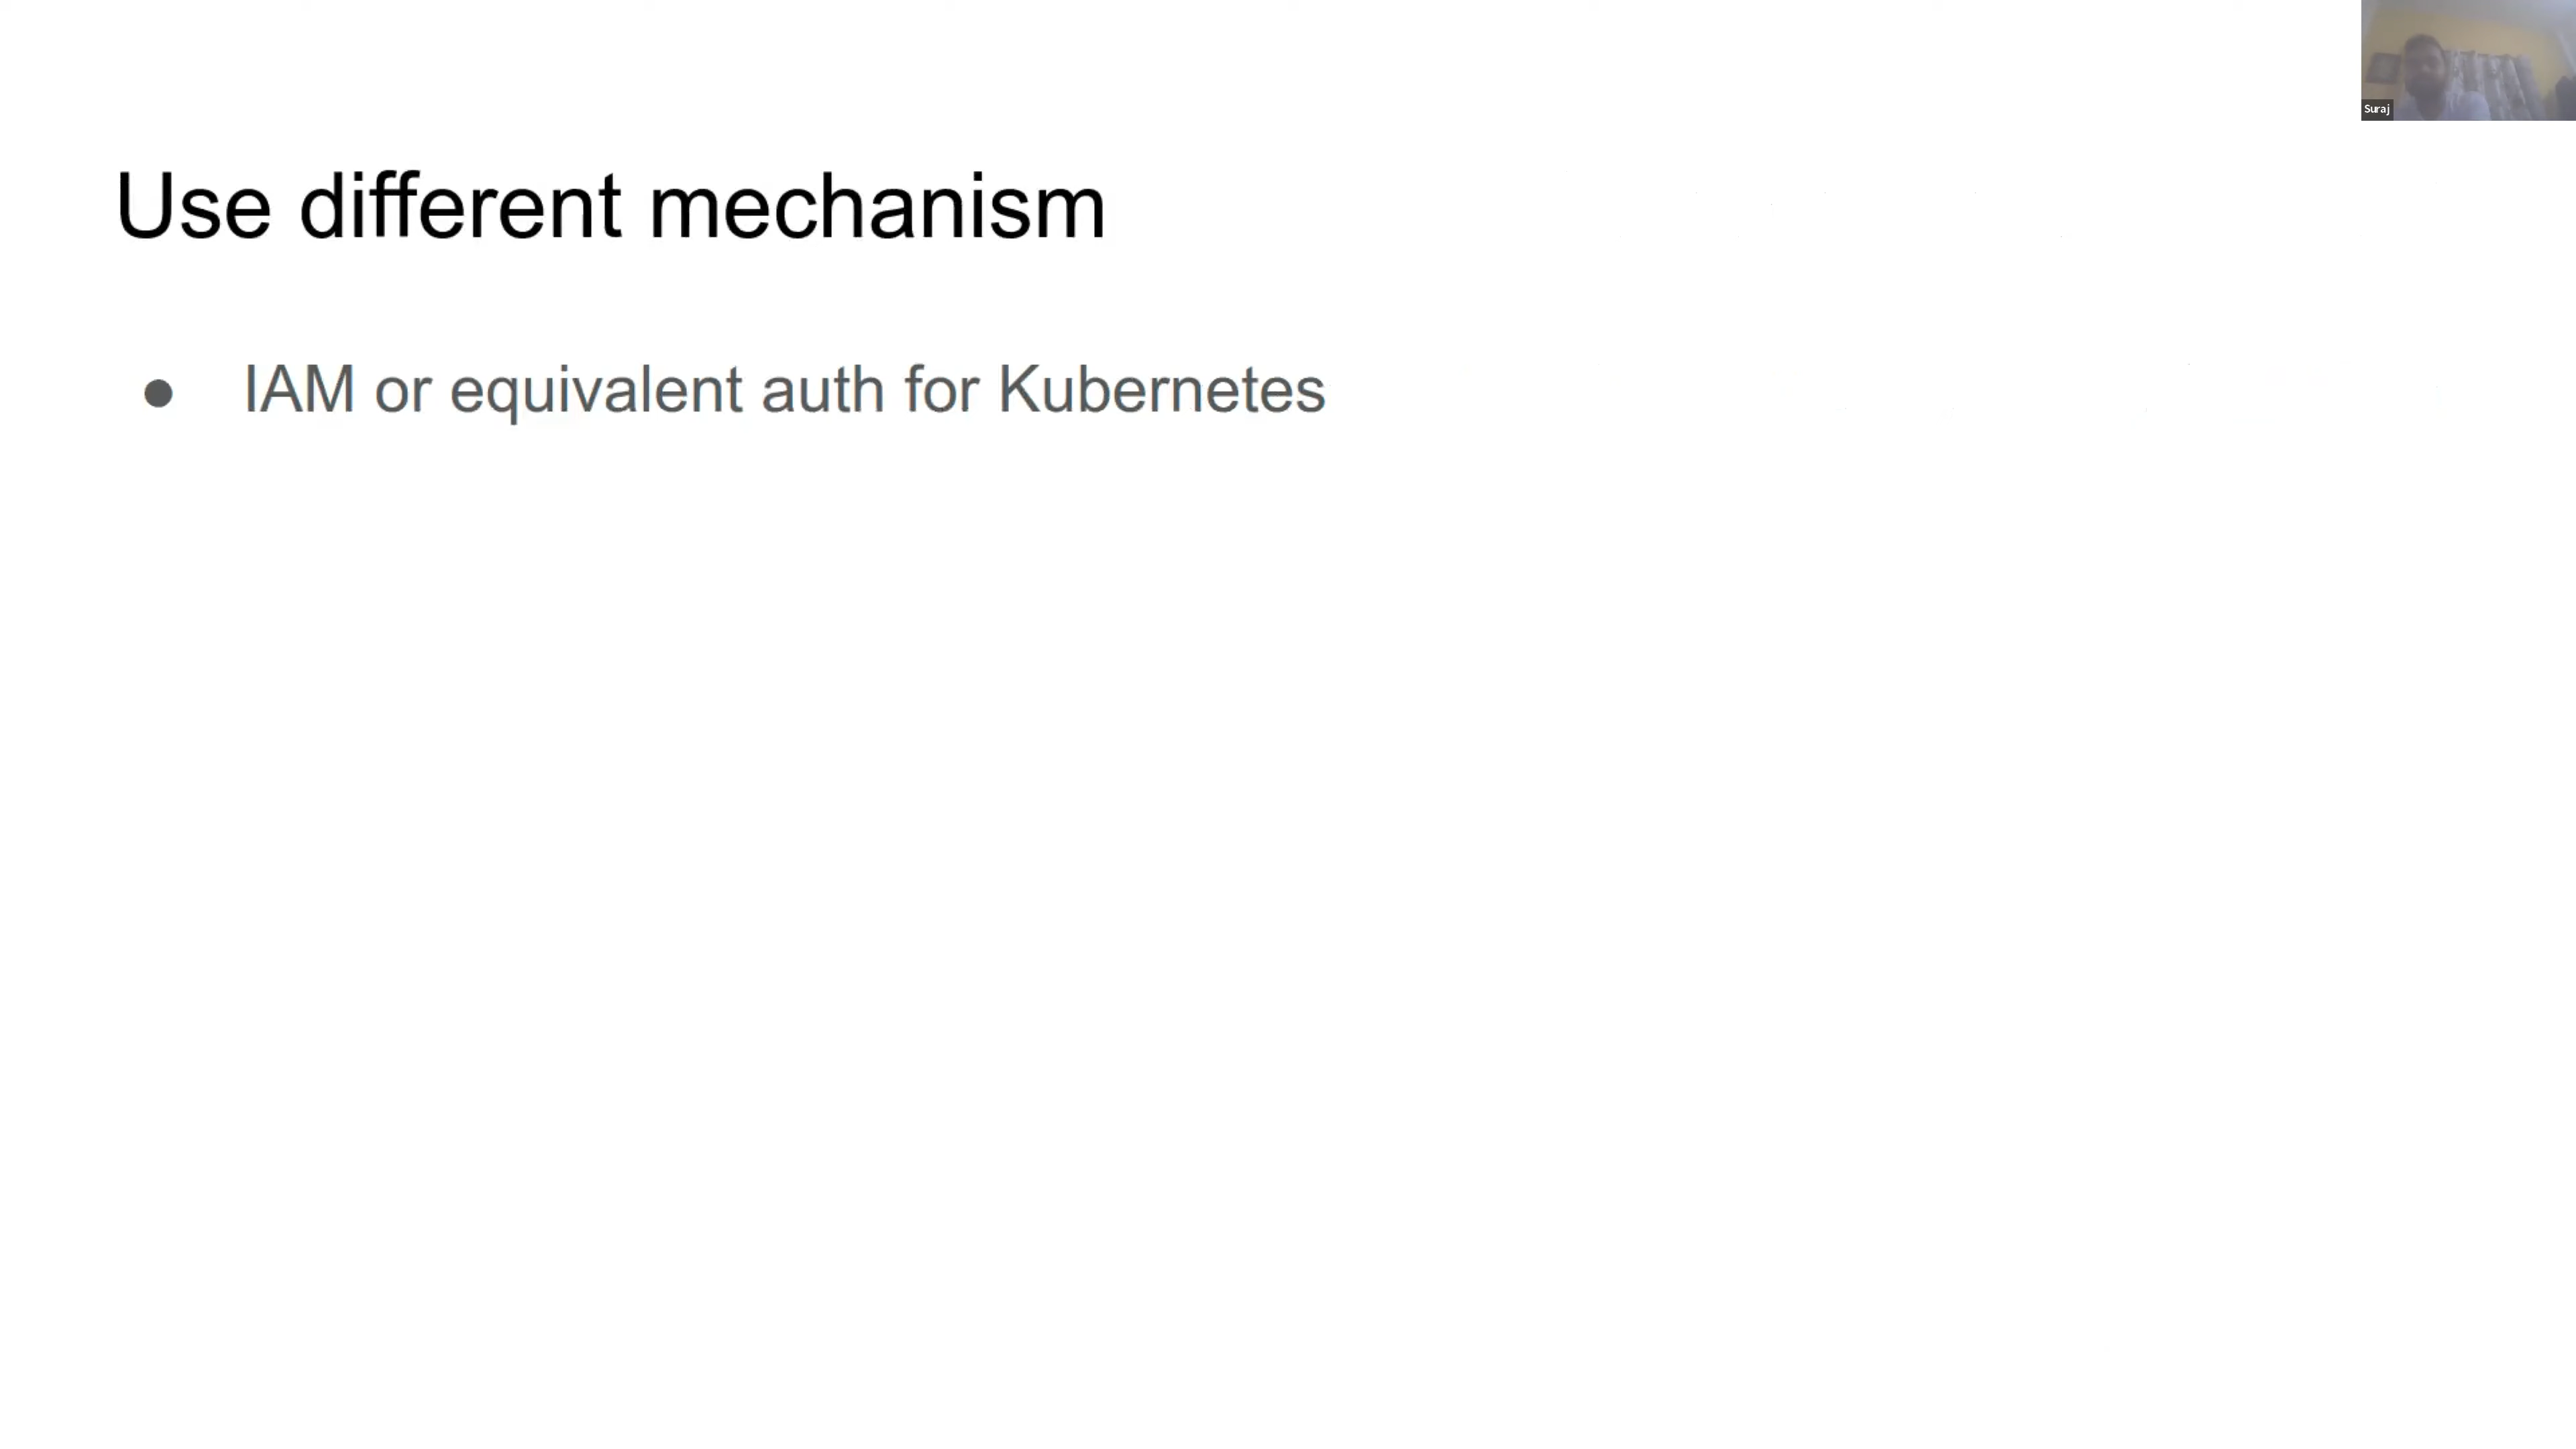 Suraj
Use different mechanism
● IAM or equivalent auth for Kubernetes